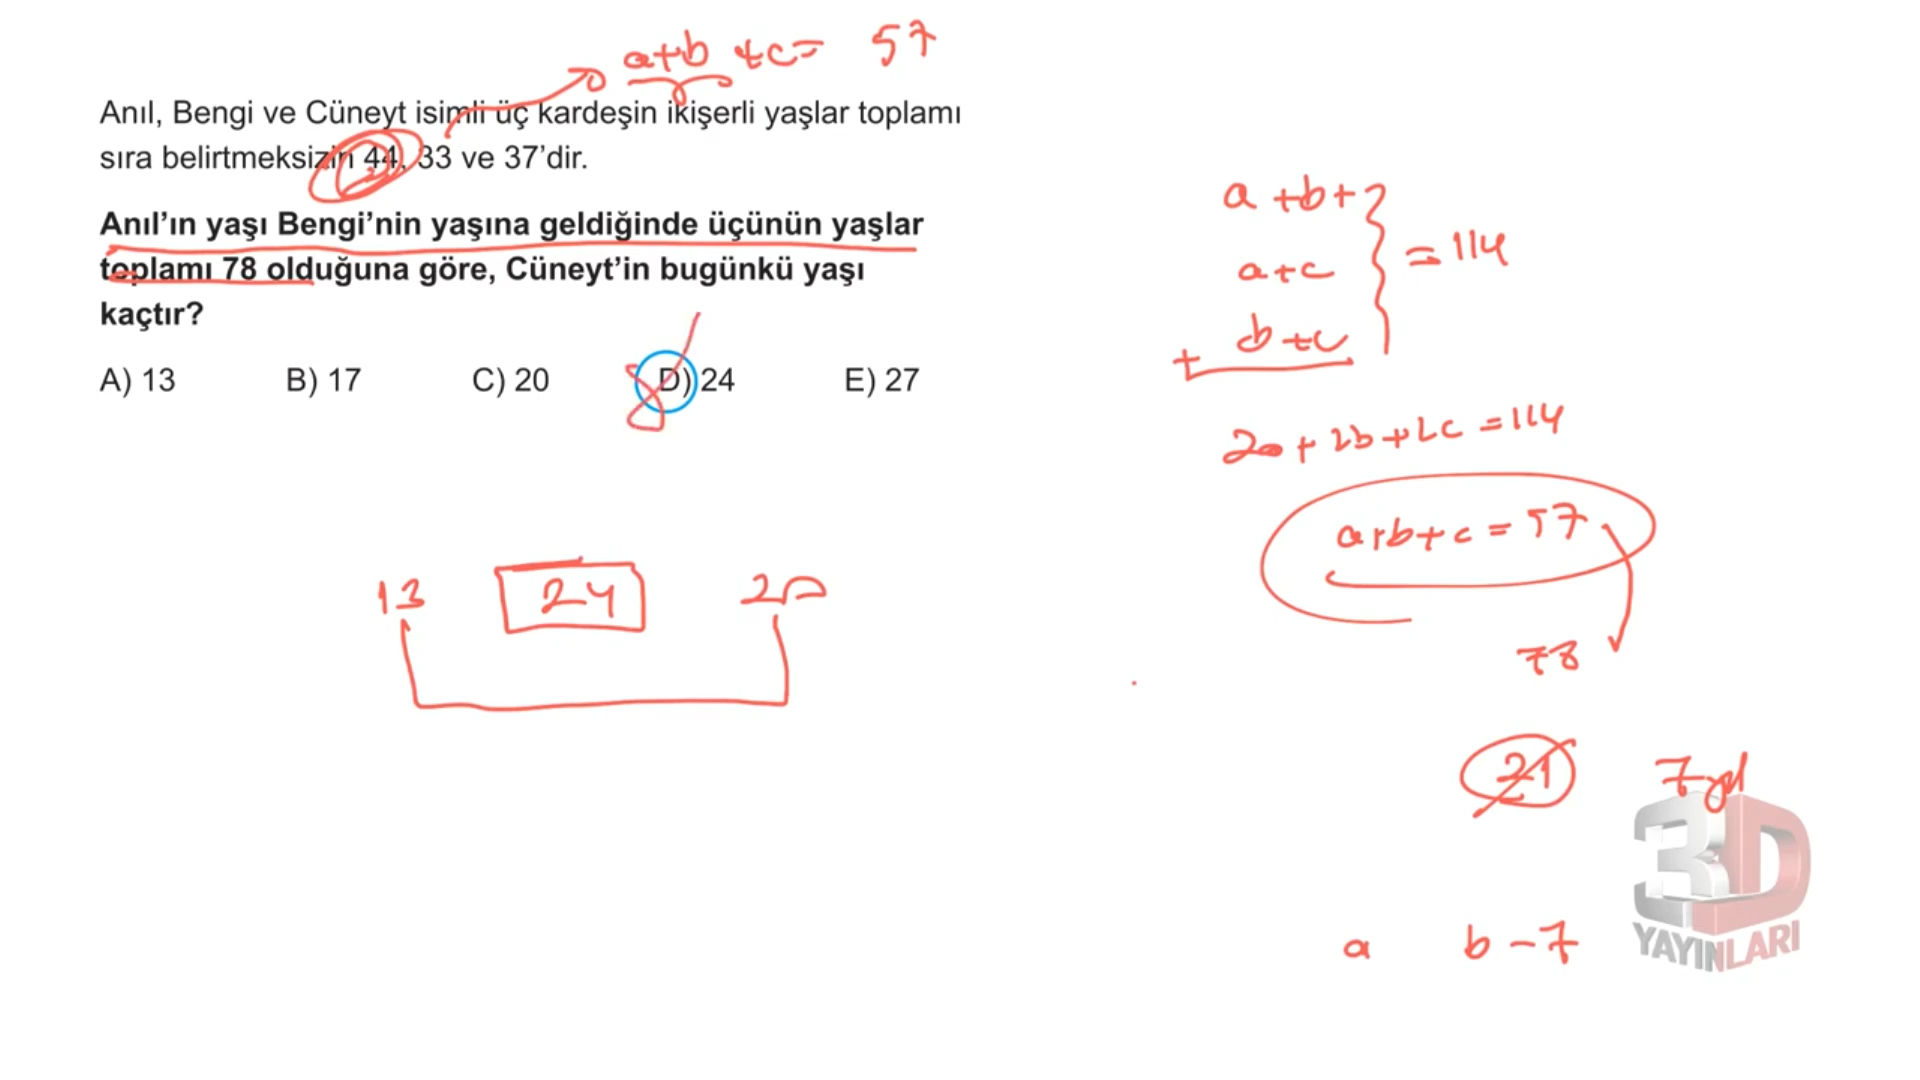 a+b +c= 57
Anıl, Bengi ve Cüneyt isimli üç kardeşin ikişerli yaşlar toplamı
sıra belirtmeksizin 44, 33 ve 37’dir.
Anıl’ın yaşı Bengi’nin yaşına geldiğinde üçünün yaşlar
toplamı 78 olduğuna göre, Cüneyt’in bugünkü yaşı
kaçtır?
A) 13 B) 17 C) 20 D) 24 E) 27
13 24 20
a +b+
a+c
= 114
+ b+c
2a + 2b+2c =114
a+b+c = 57
78
21 7 yıl
a b-7
3D
YAYINLARI